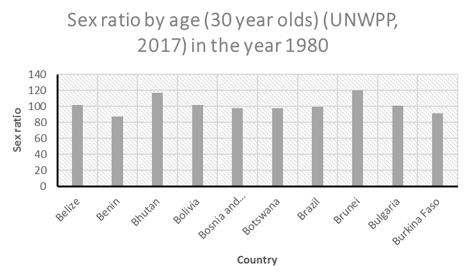 Sex ratio by age (30 year olds) (UNWPP,
2017) in the year 1980
140
120
100
80
60
40
20
0
Sex ratio
Belize
Benin
Bhutan
Bolivia
Bosnia and...
Botswana
Brazil
Brunei
Bulgaria
Burkina Faso
Country